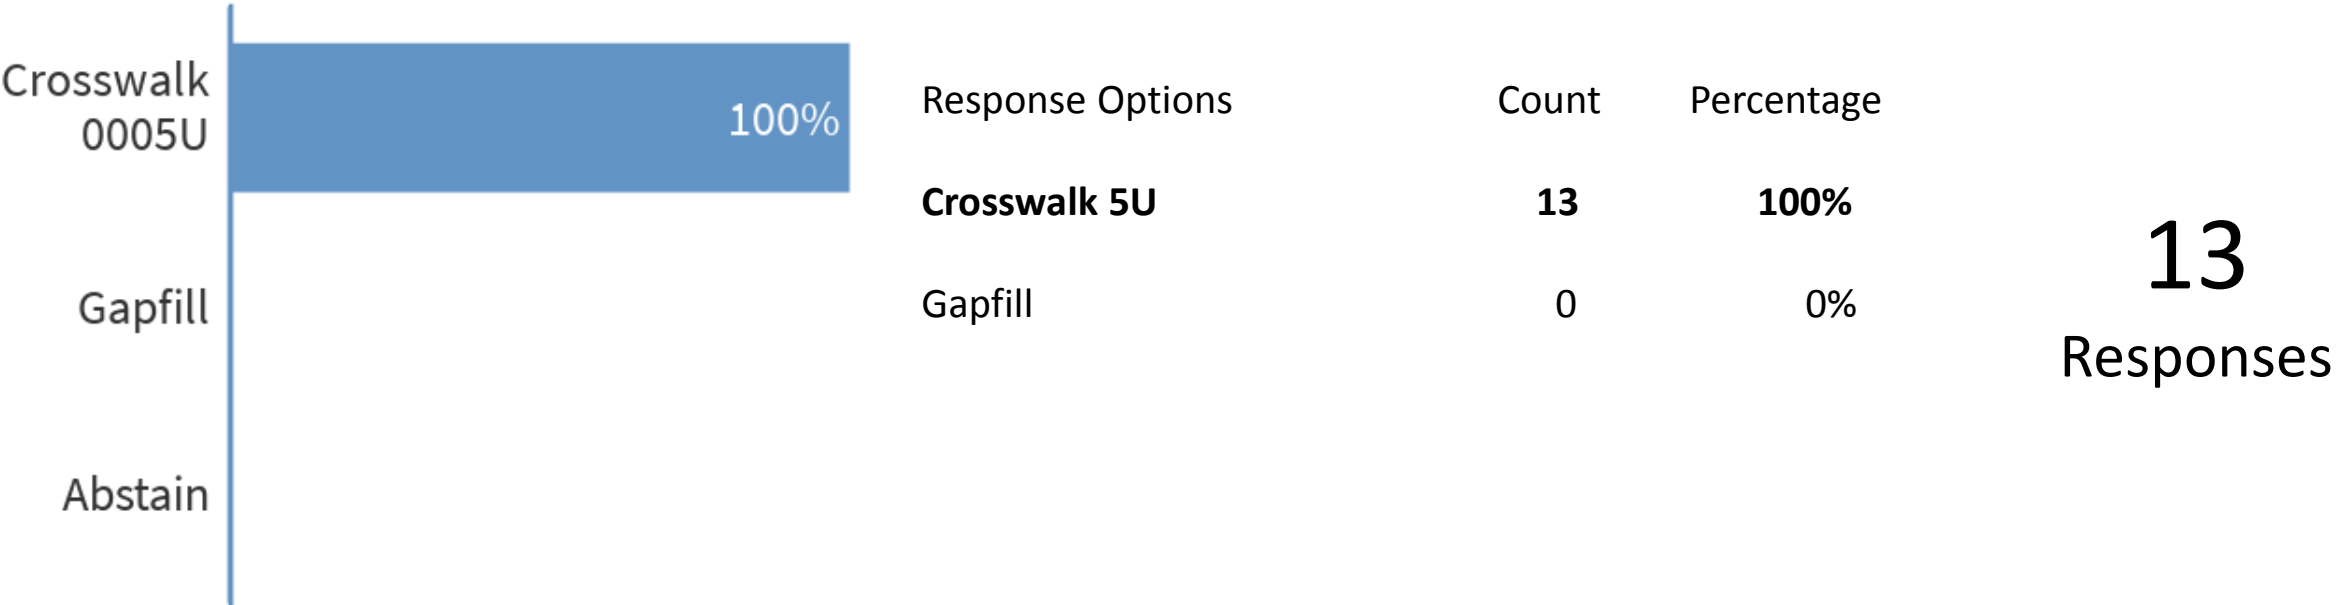 Crosswalk
0005U
100%
Gapfill
Abstain
Response Options Count Percentage
Crosswalk 5U 13 100%
Gapfill 0 0%
13
Responses